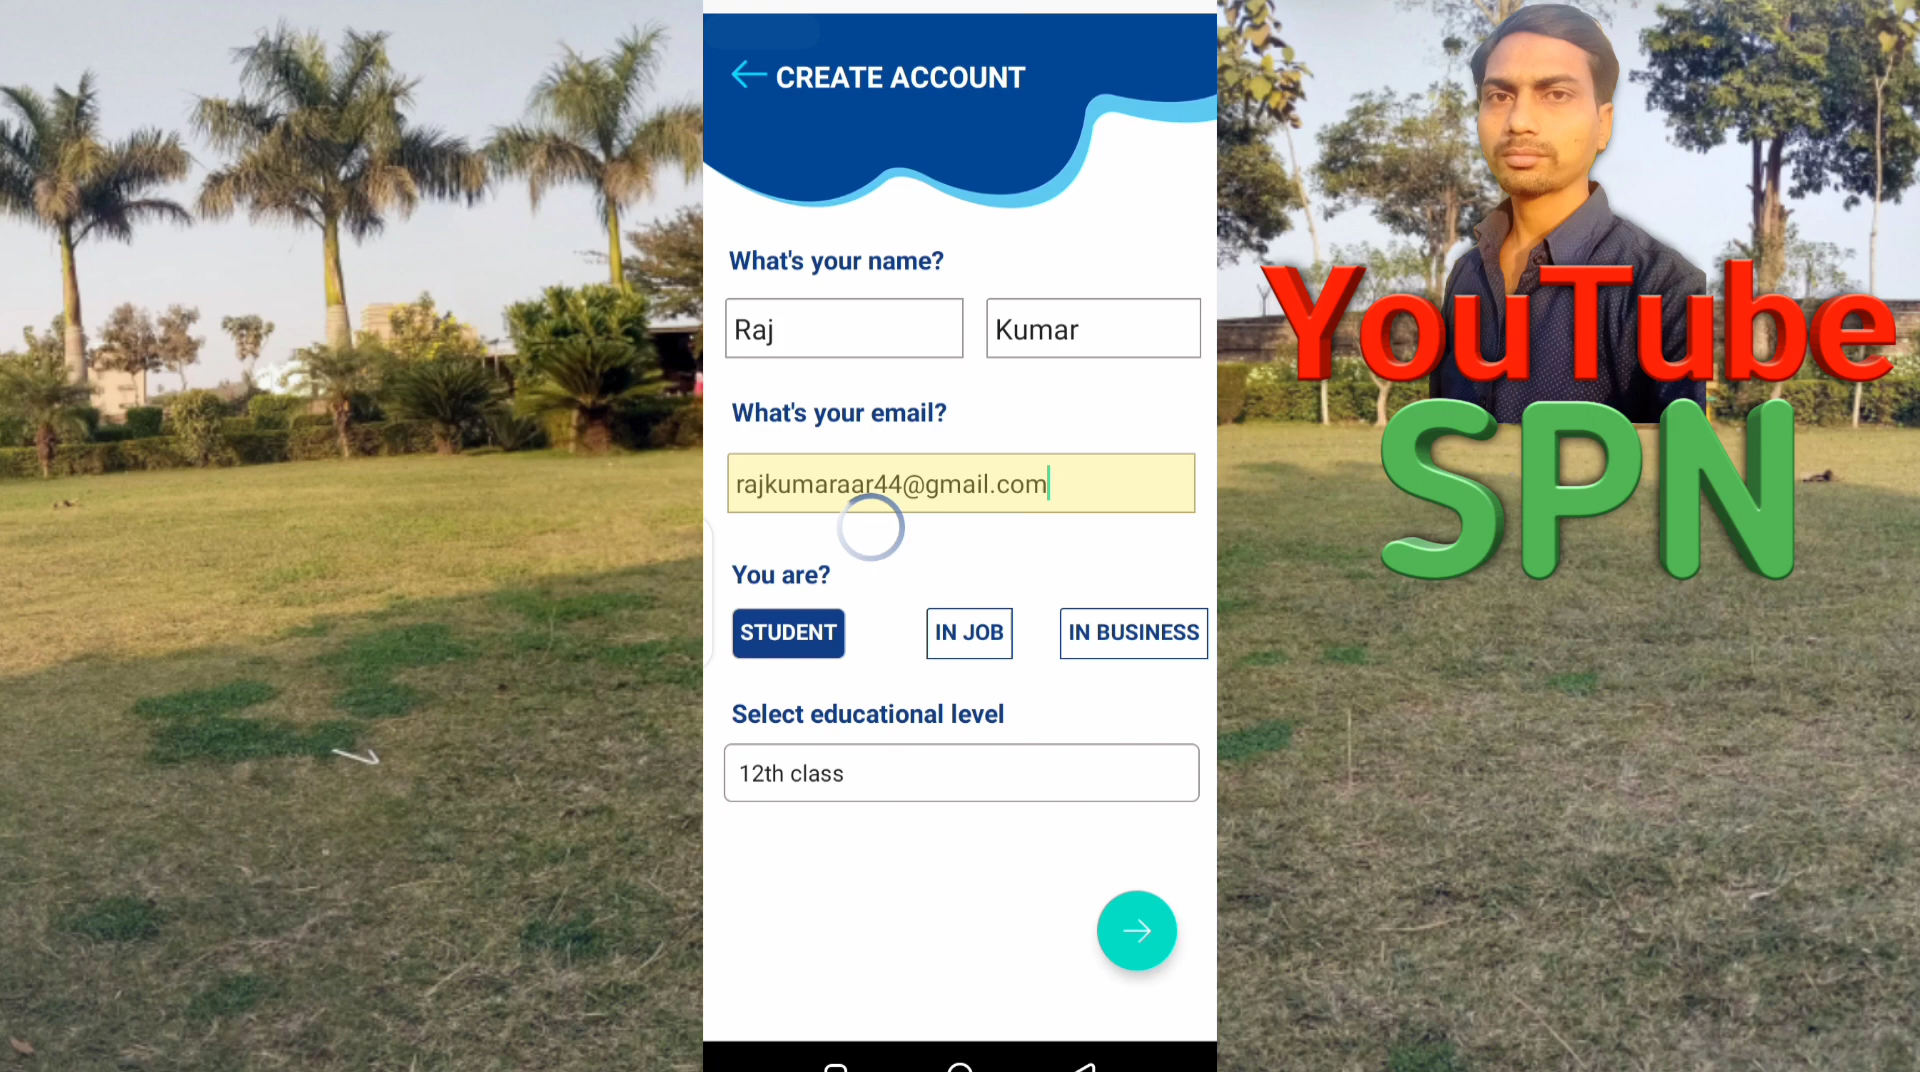 CREATE ACCOUNT
What's your name?
Raj
Kumar
What's your email?
rajkumaraar44@gmail.com
You are?
STUDENT
IN JOB
IN BUSINESS
Select educational level
12th class
YouTube
SPN